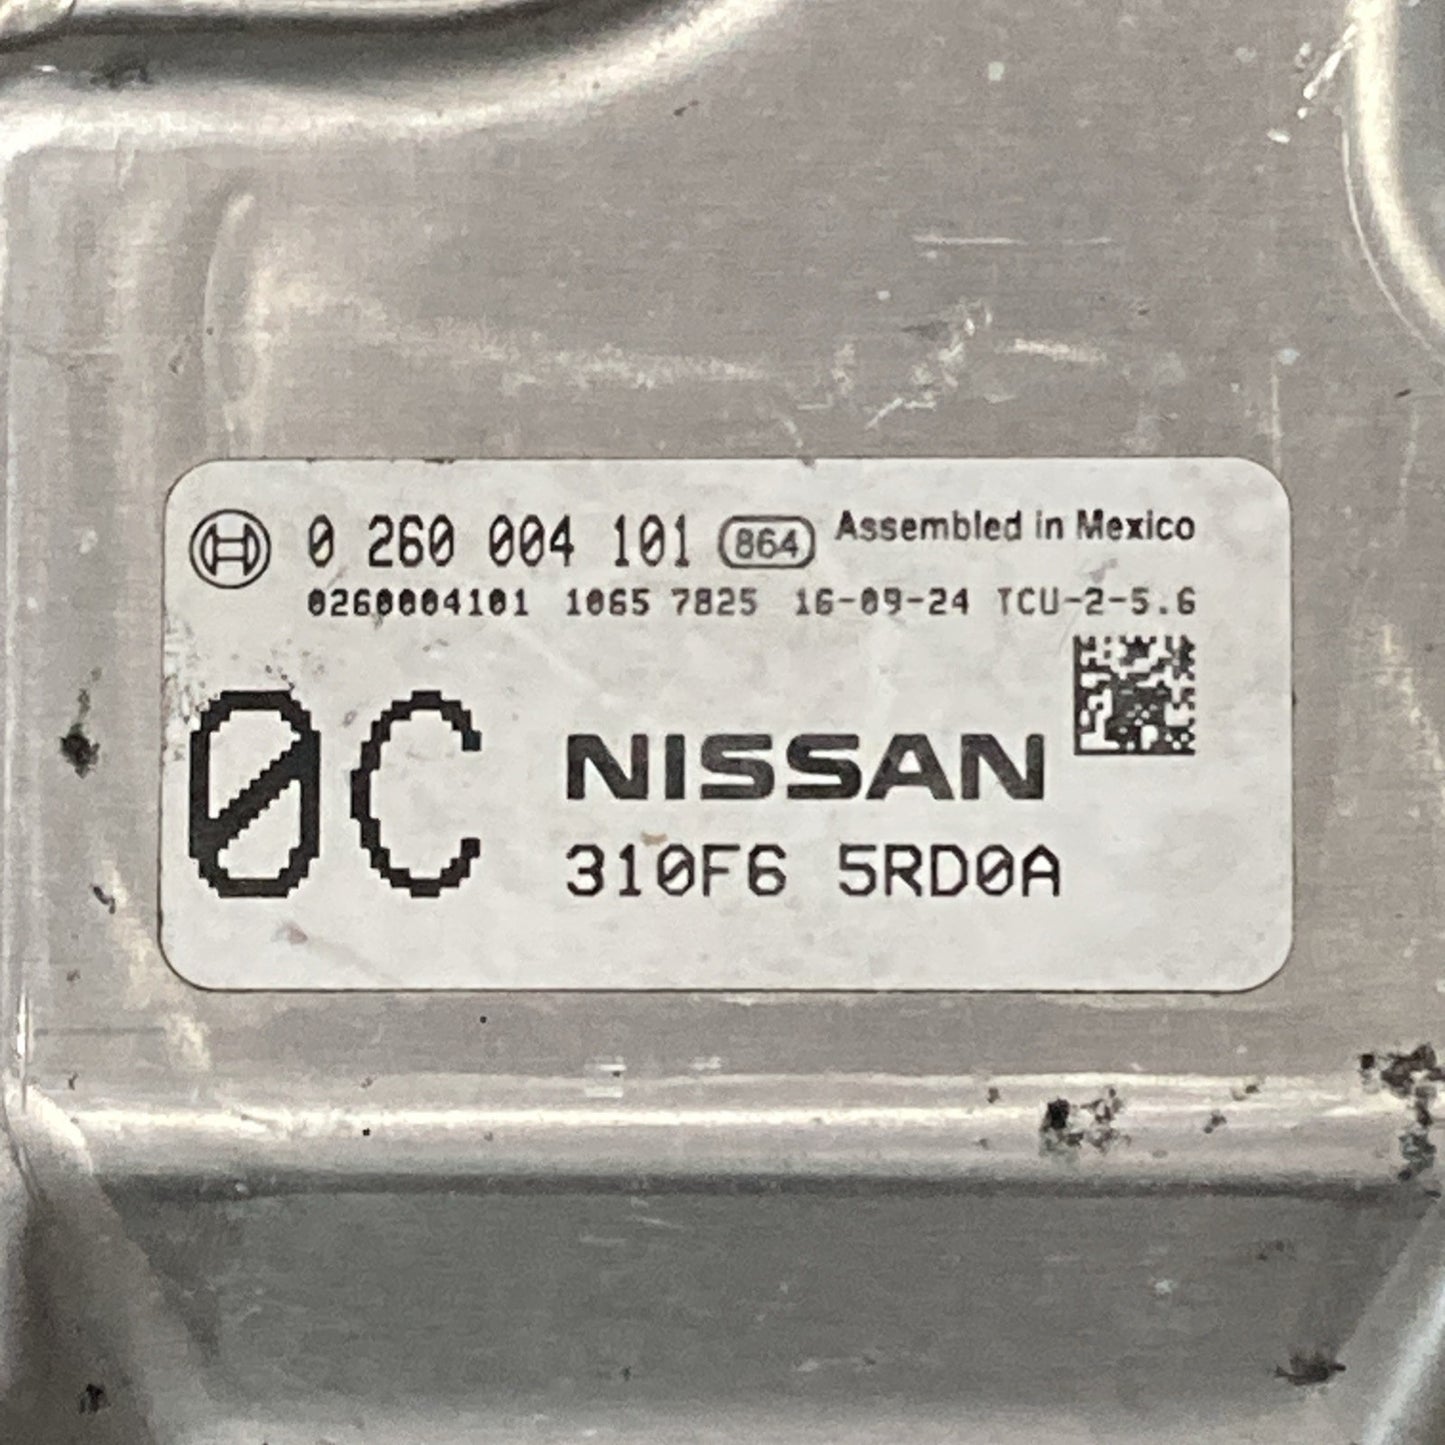 0 260 004 101 864 Assembled in Mexico
0260004101 1065 7825 16-09-24 TCU-2-5.6
0C NISSAN
310F6 5RD0A